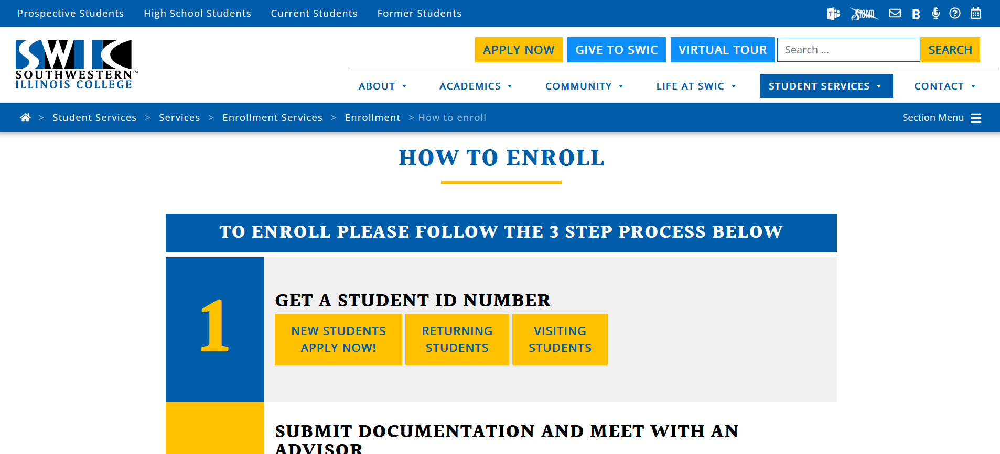 Prospective Students High School Students Current Students Former Students
T eSTORM B
SWIC
SOUTHWESTERN™
ILLINOIS COLLEGE
APPLY NOW GIVE TO SWIC VIRTUAL TOUR Search ... SEARCH
ABOUT ACADEMICS COMMUNITY LIFE AT SWIC STUDENT SERVICES CONTACT
> Student Services > Services > Enrollment Services > Enrollment > How to enroll Section Menu
HOW TO ENROLL
TO ENROLL PLEASE FOLLOW THE 3 STEP PROCESS BELOW
1
GET A STUDENT ID NUMBER
NEW STUDENTS
APPLY NOW!
RETURNING
STUDENTS
VISITING
STUDENTS
SUBMIT DOCUMENTATION AND MEET WITH AN
ADVISOR